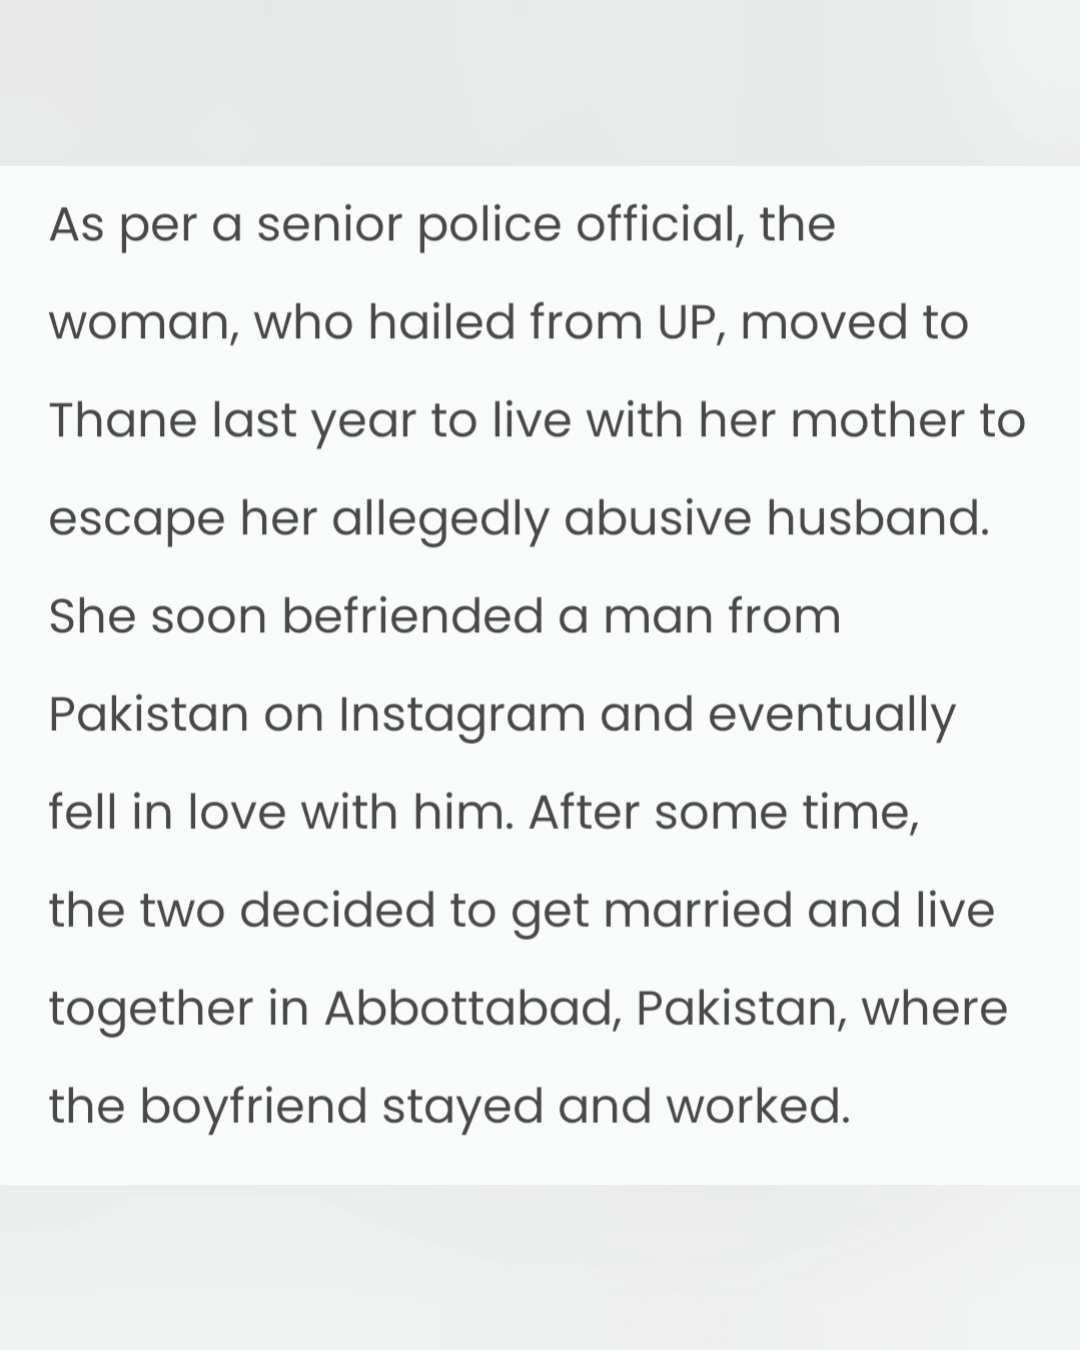 As per a senior police official, the
woman, who hailed from UP, moved to
Thane last year to live with her mother to
escape her allegedly abusive husband.
She soon befriended a man from
Pakistan on Instagram and eventually
fell in love with him. After some time,
the two decided to get married and live
together in Abbottabad, Pakistan, where
the boyfriend stayed and worked.